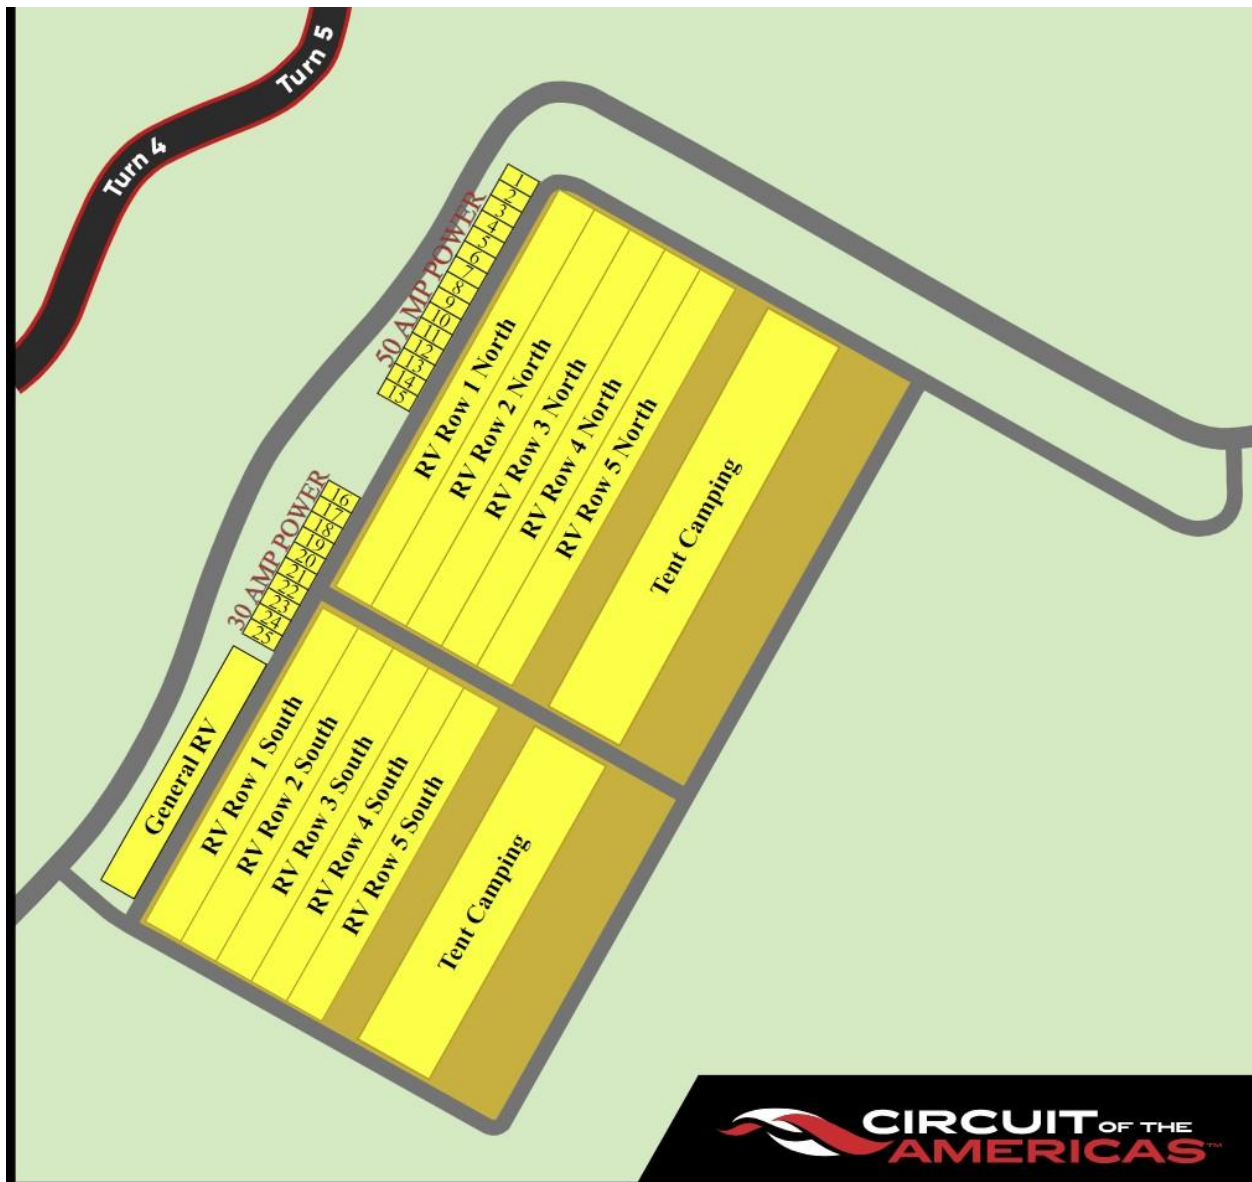 Turn 5
Turn 4
50 AMP POWER
1
2
3
4
5
6
7
8
9
10
11
12
13
14
15
30 AMP POWER
16
17
18
19
20
21
22
23
24
25
RV Row 1 North
RV Row 2 North
RV Row 3 North
RV Row 4 North
RV Row 5 North
Tent Camping
General RV
RV Row 1 South
RV Row 2 South
RV Row 3 South
RV Row 4 South
RV Row 5 South
Tent Camping
CIRCUIT OF THE
AMERICAS™